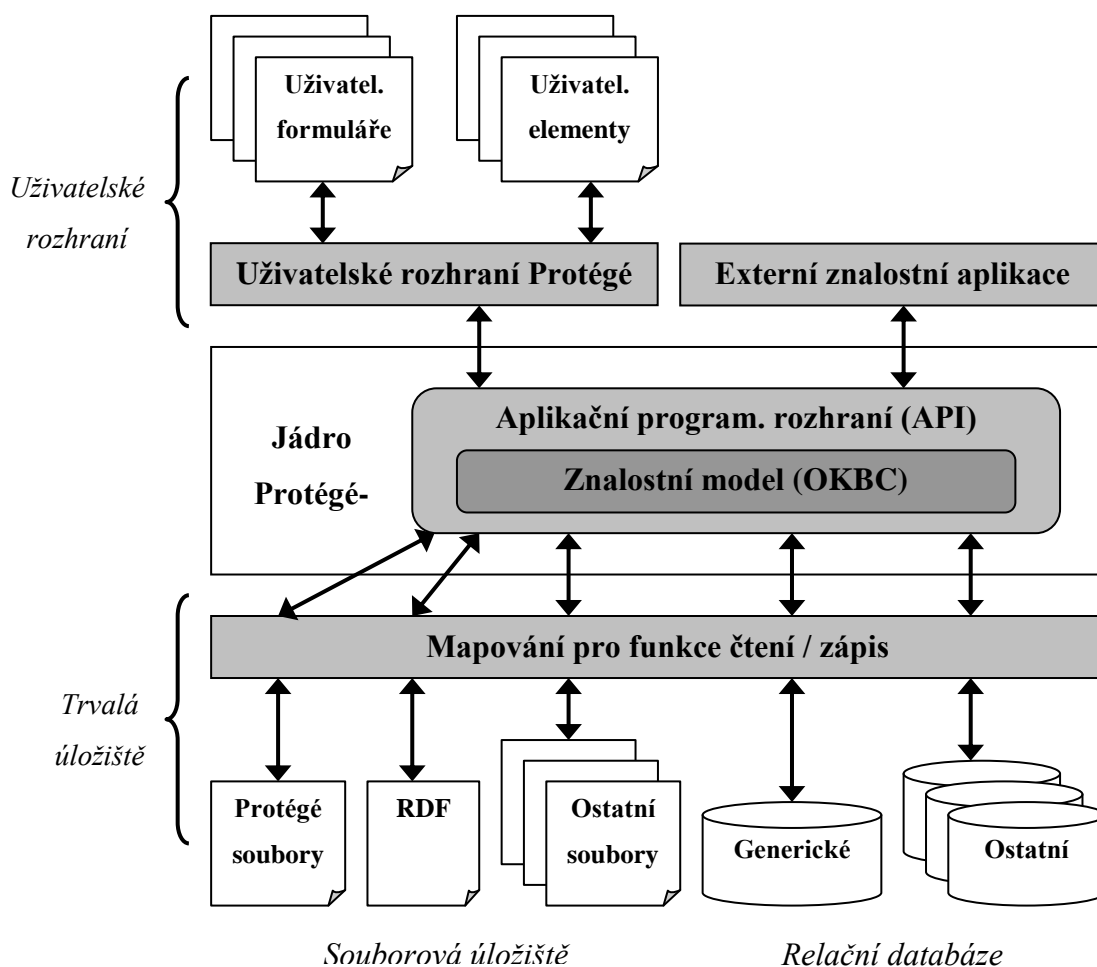 Uživatel.
formuláře
Uživatel.
elementy
Uživatelské
rozhraní
Uživatelské rozhraní Protégé
Externí znalostní aplikace
Jádro
Protégé-
Aplikační program. rozhraní (API)
Znalostní model (OKBC)
Mapování pro funkce čtení / zápis
Trvalá
úložiště
Protégé
soubory
RDF
Ostatní
soubory
Generické
Ostatní
Souborová úložiště
Relační databáze